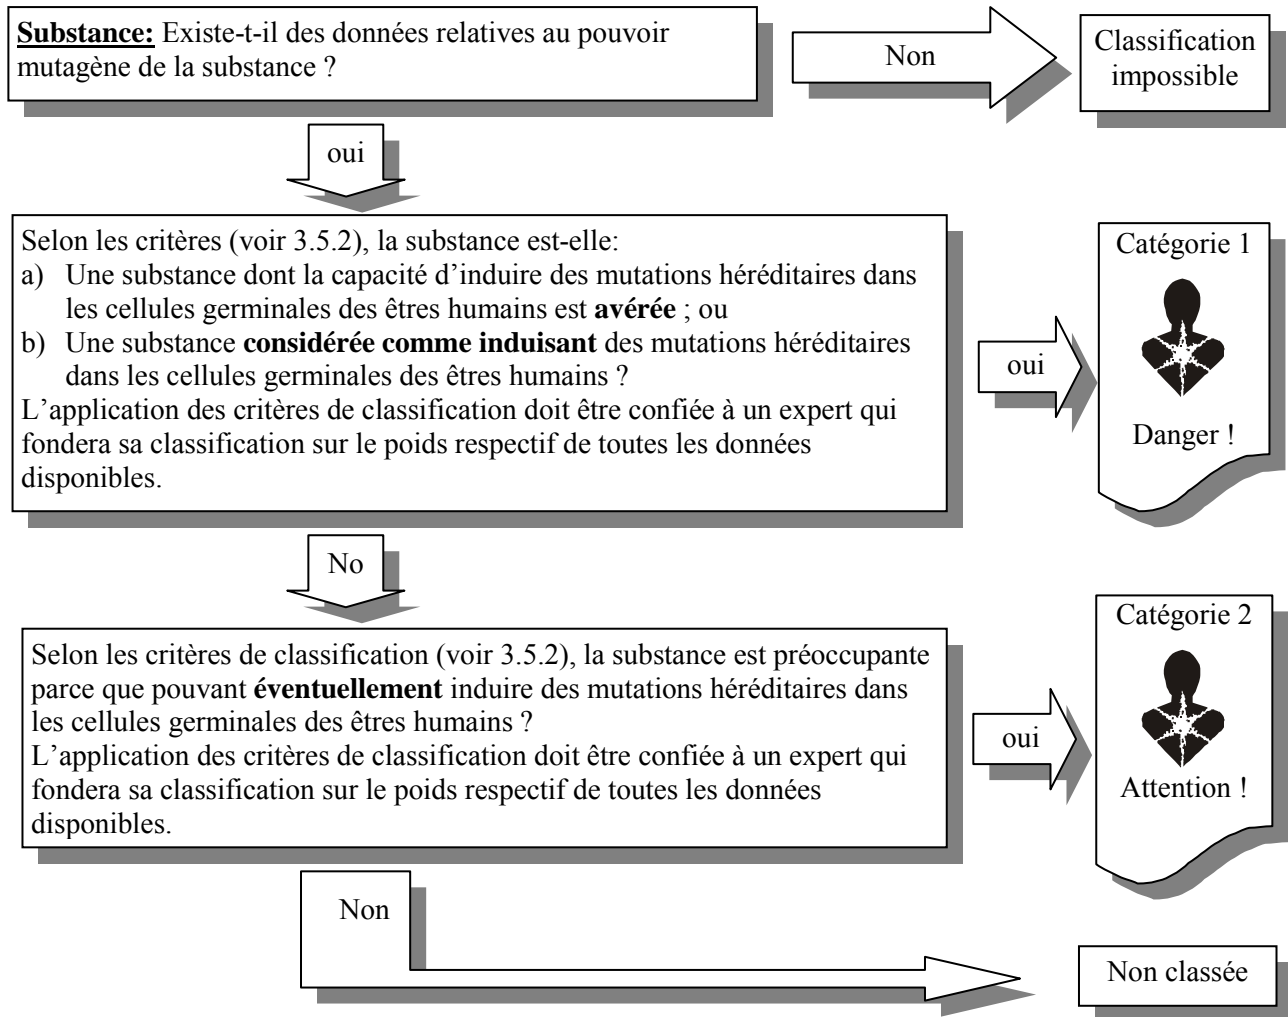 Substance: Existe-t-il des données relatives au pouvoir
mutagène de la substance ?
Non
Classification
impossible
oui
Selon les critères (voir 3.5.2), la substance est-elle:
a) Une substance dont la capacité d’induire des mutations héréditaires dans
les cellules germinales des êtres humains est avérée ; ou
b) Une substance considérée comme induisant des mutations héréditaires
dans les cellules germinales des êtres humains ?
L’application des critères de classification doit être confiée à un expert qui
fondera sa classification sur le poids respectif de toutes les données
disponibles.
oui
Catégorie 1
Danger !
No
Selon les critères de classification (voir 3.5.2), la substance est préoccupante
parce que pouvant éventuellement induire des mutations héréditaires dans
les cellules germinales des êtres humains ?
L’application des critères de classification doit être confiée à un expert qui
fondera sa classification sur le poids respectif de toutes les données
disponibles.
oui
Catégorie 2
Attention !
Non
Non classée